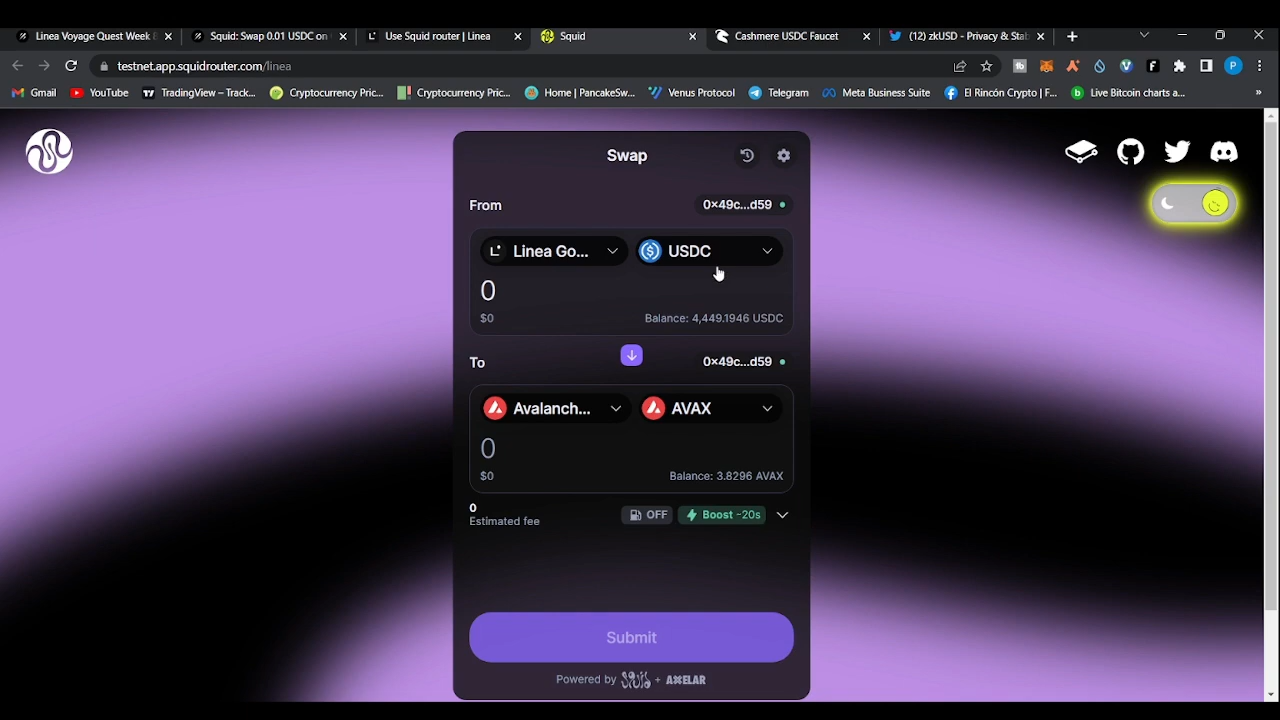 Linea Voyage Quest Week
Squid: Swap 0.01 USDC on
Use Squid router | Linea
Squid
Cashmere USDC Faucet
(12) zkUSD - Privacy & Stab
testnet.app.squidrouter.com/linea
Gmail
YouTube
TradingView – Track...
Cryptocurrency Pric...
Cryptocurrency Pric...
Home | PancakeSw...
Venus Protocol
Telegram
Meta Business Suite
El Rincón Crypto | F...
Live Bitcoin charts a...
»
Swap
From
0x49c...d59
Linea Go...
USDC
0
$0
Balance: 4,449.1946 USDC
To
0x49c...d59
Avalanch...
AVAX
0
$0
Balance: 3.8296 AVAX
0
Estimated fee
OFF
Boost -20s
Submit
Powered by Squid + AXELAR